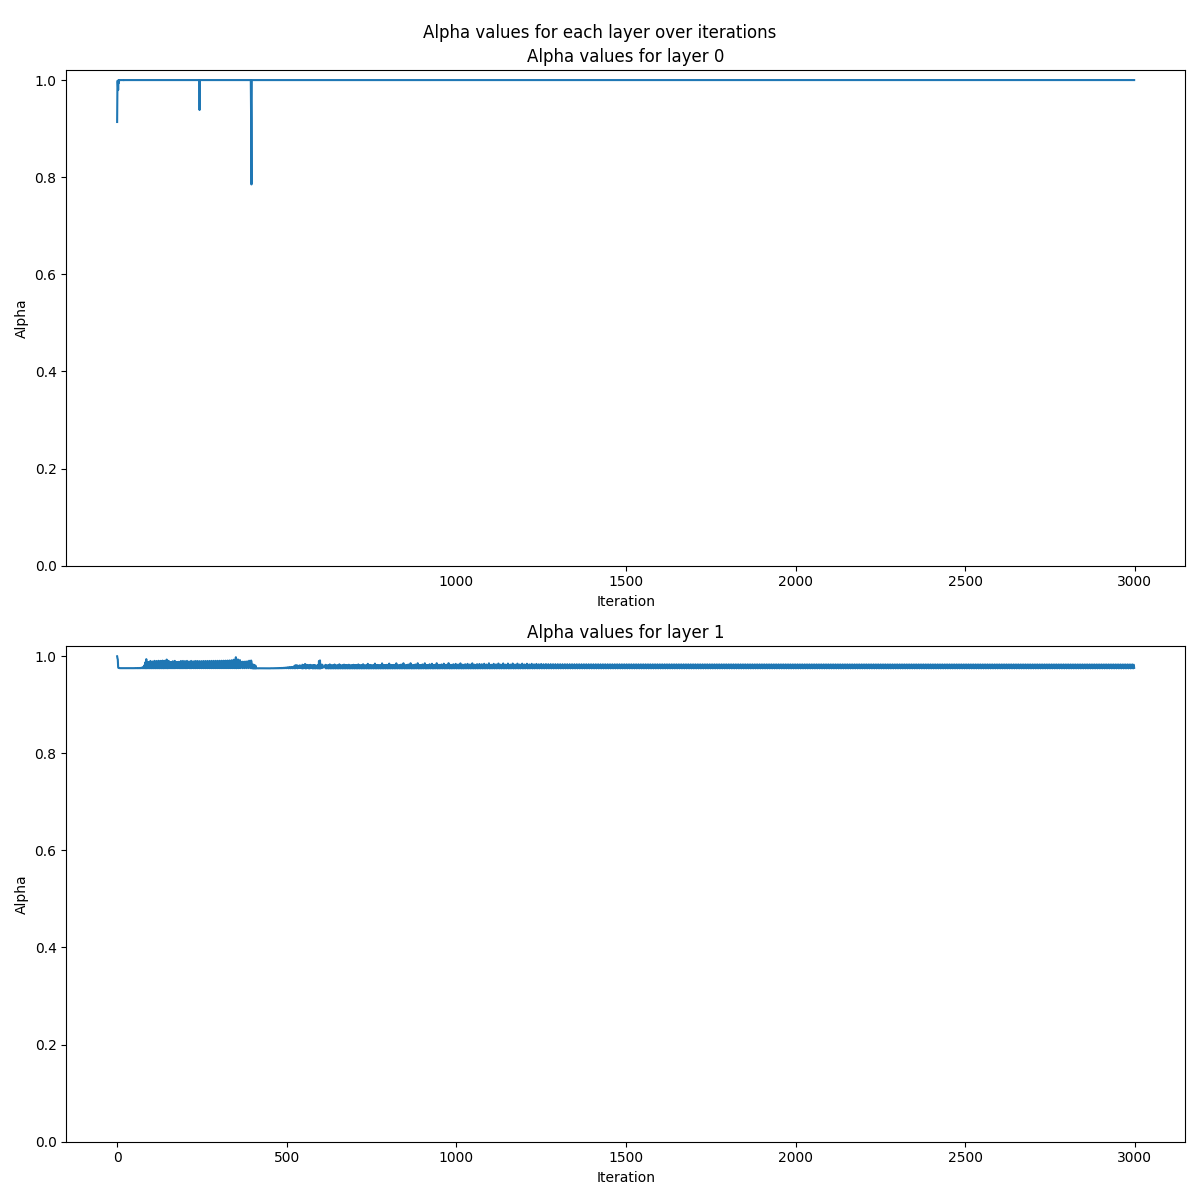 Alpha values for each layer over iterations
Alpha values for layer 0
1.0
0.8
0.6
0.4
0.2
0.0
Alpha
1000 1500 2000 2500 3000
Iteration
Alpha values for layer 1
1.0
0.8
0.6
0.4
0.2
0.0
Alpha
0 500 1000 1500 2000 2500 3000
Iteration